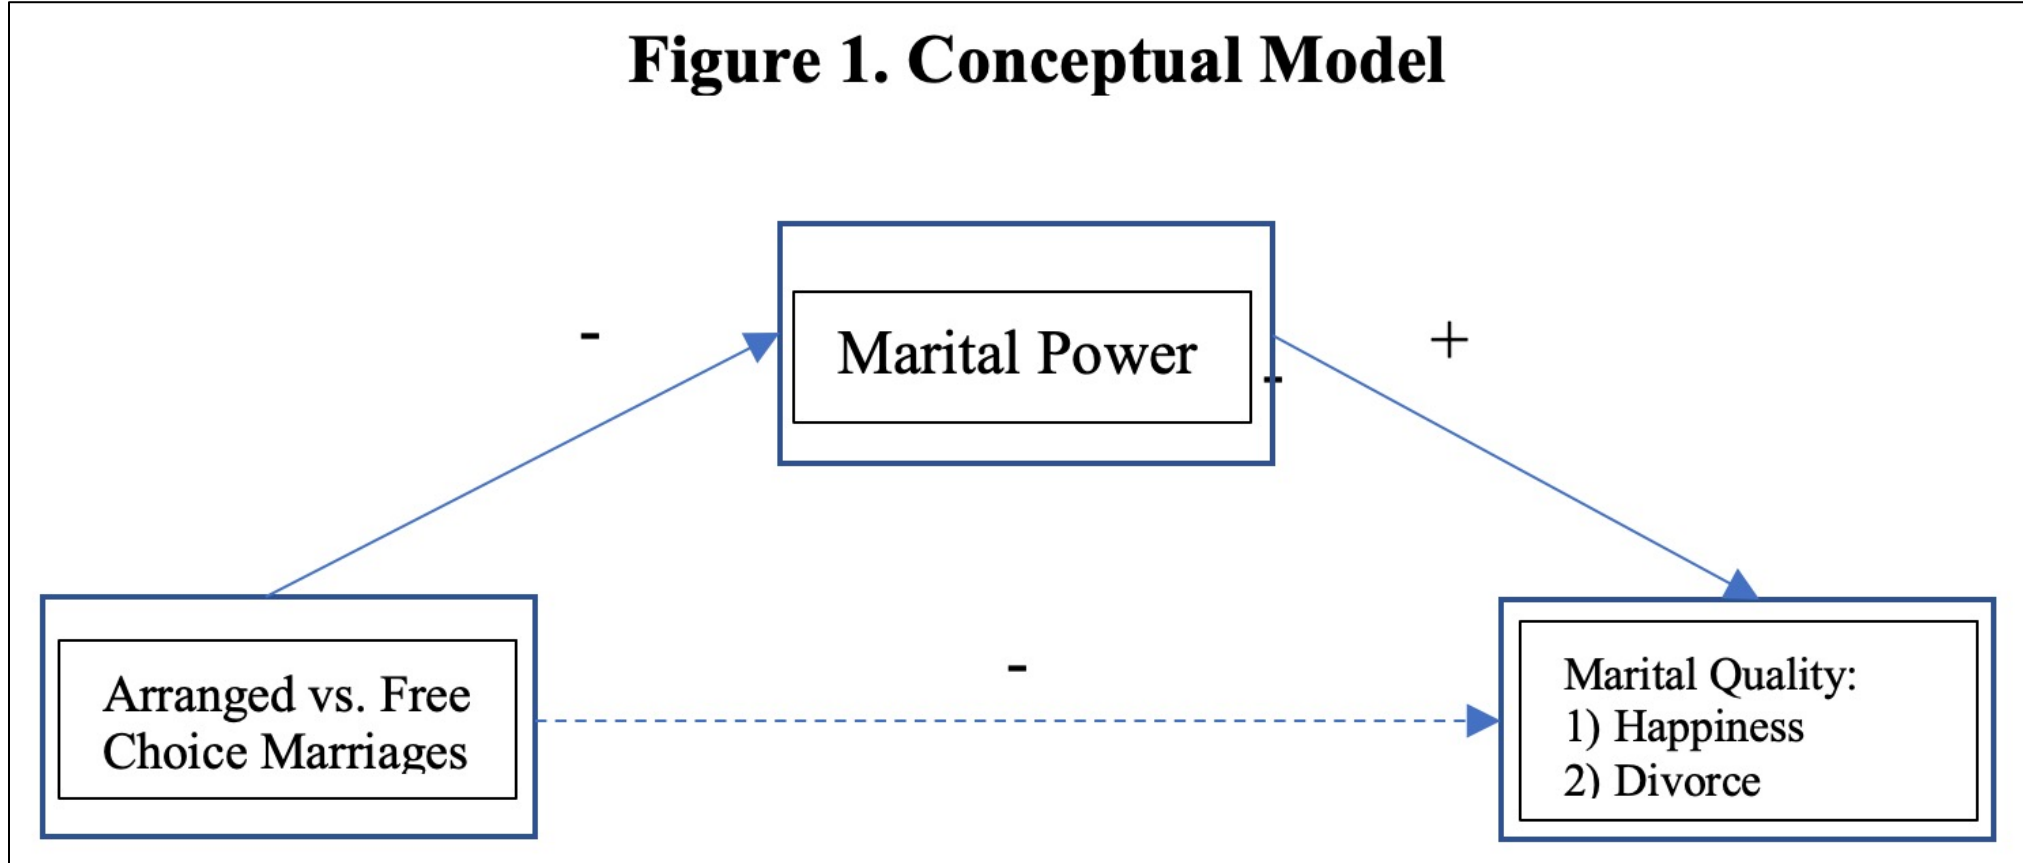 Figure 1. Conceptual Model
-
+
Marital Power
-
-
Arranged vs. Free
Choice Marriages
Marital Quality:
1) Happiness
2) Divorce